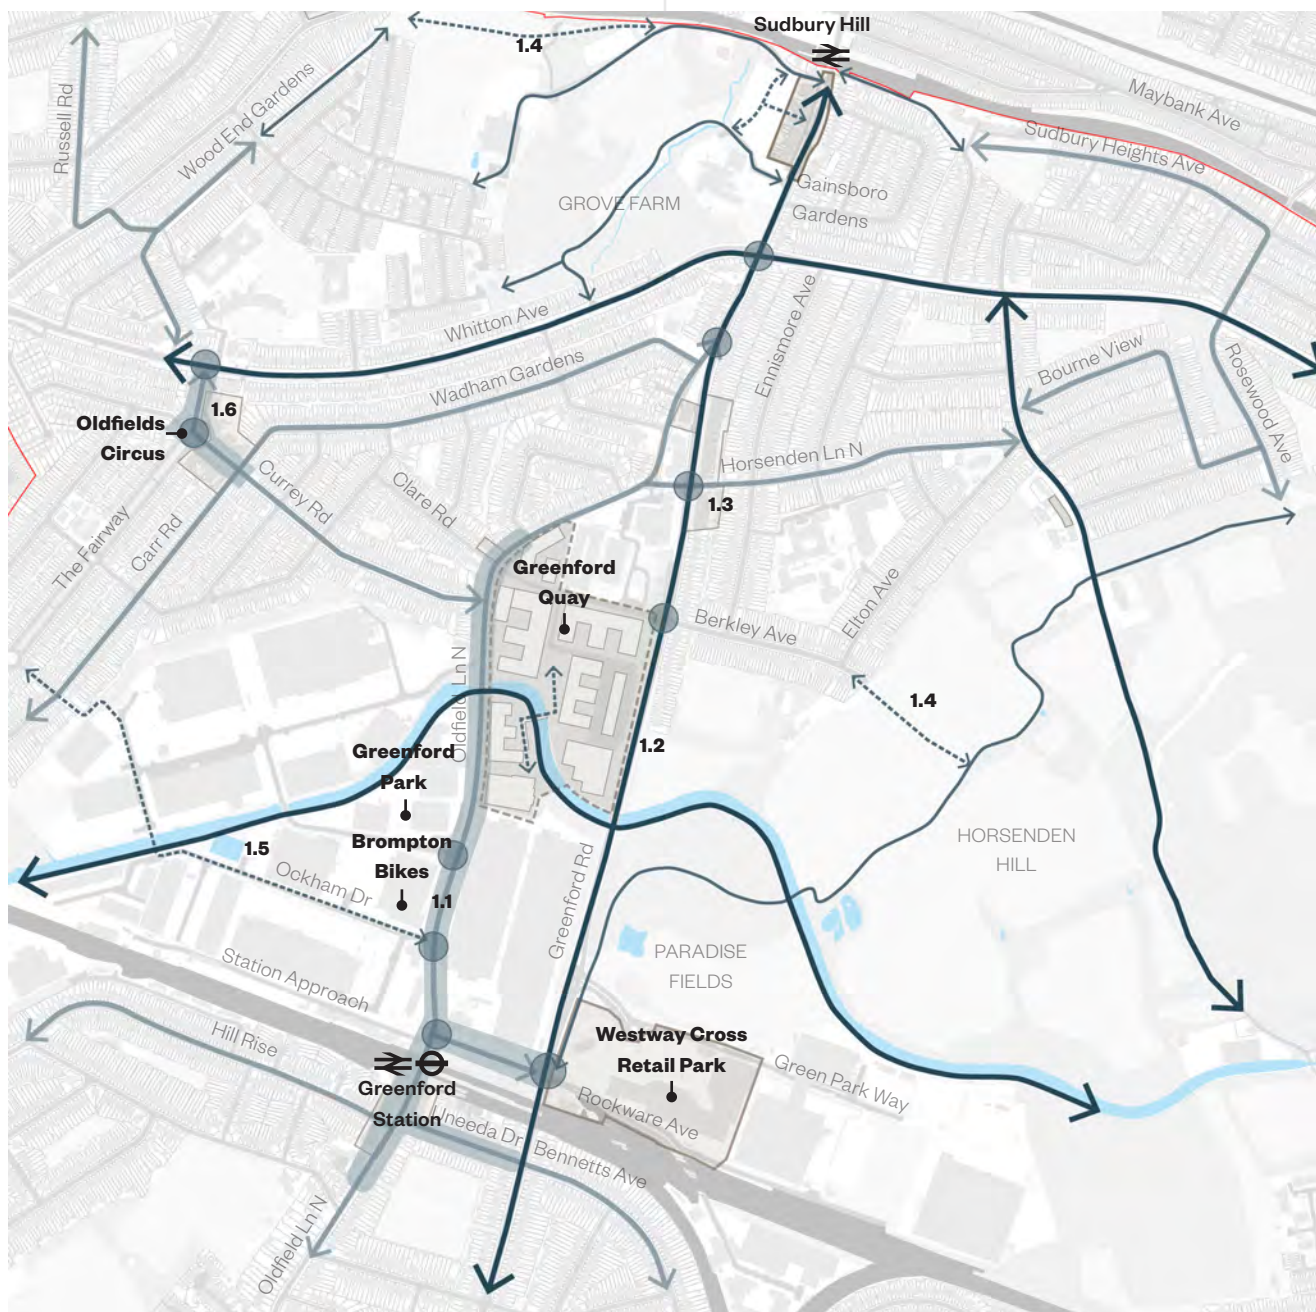 Sudbury Hill
1.4
Maybank Ave
Russell Rd
Wood End Gardens
Sudbury Heights Ave
GROVE FARM
Gainsboro
Gardens
Whitton Ave
Ennismore Ave
Wadham Gardens
Bourne View
Rosewood Ave
1.6
Oldfields
Circus
Horsenden Ln N
Currey Rd
Clare Rd
1.3
The Fairway
Carr Rd
Greenford
Quay
Berkley Ave
Elton Ave
Oldfield Ln N
1.4
1.2
Greenford
Park
Brompton
Bikes
1.5
Ockham Dr
1.1
HORSENDEN
HILL
Greenford Rd
PARADISE
FIELDS
Station Approach
Hill Rise
Westway Cross
Retail Park
Green Park Way
Greenford
Station
Rockware Ave
Uneeda Dr
Bennetts Ave
Oldfield Ln N